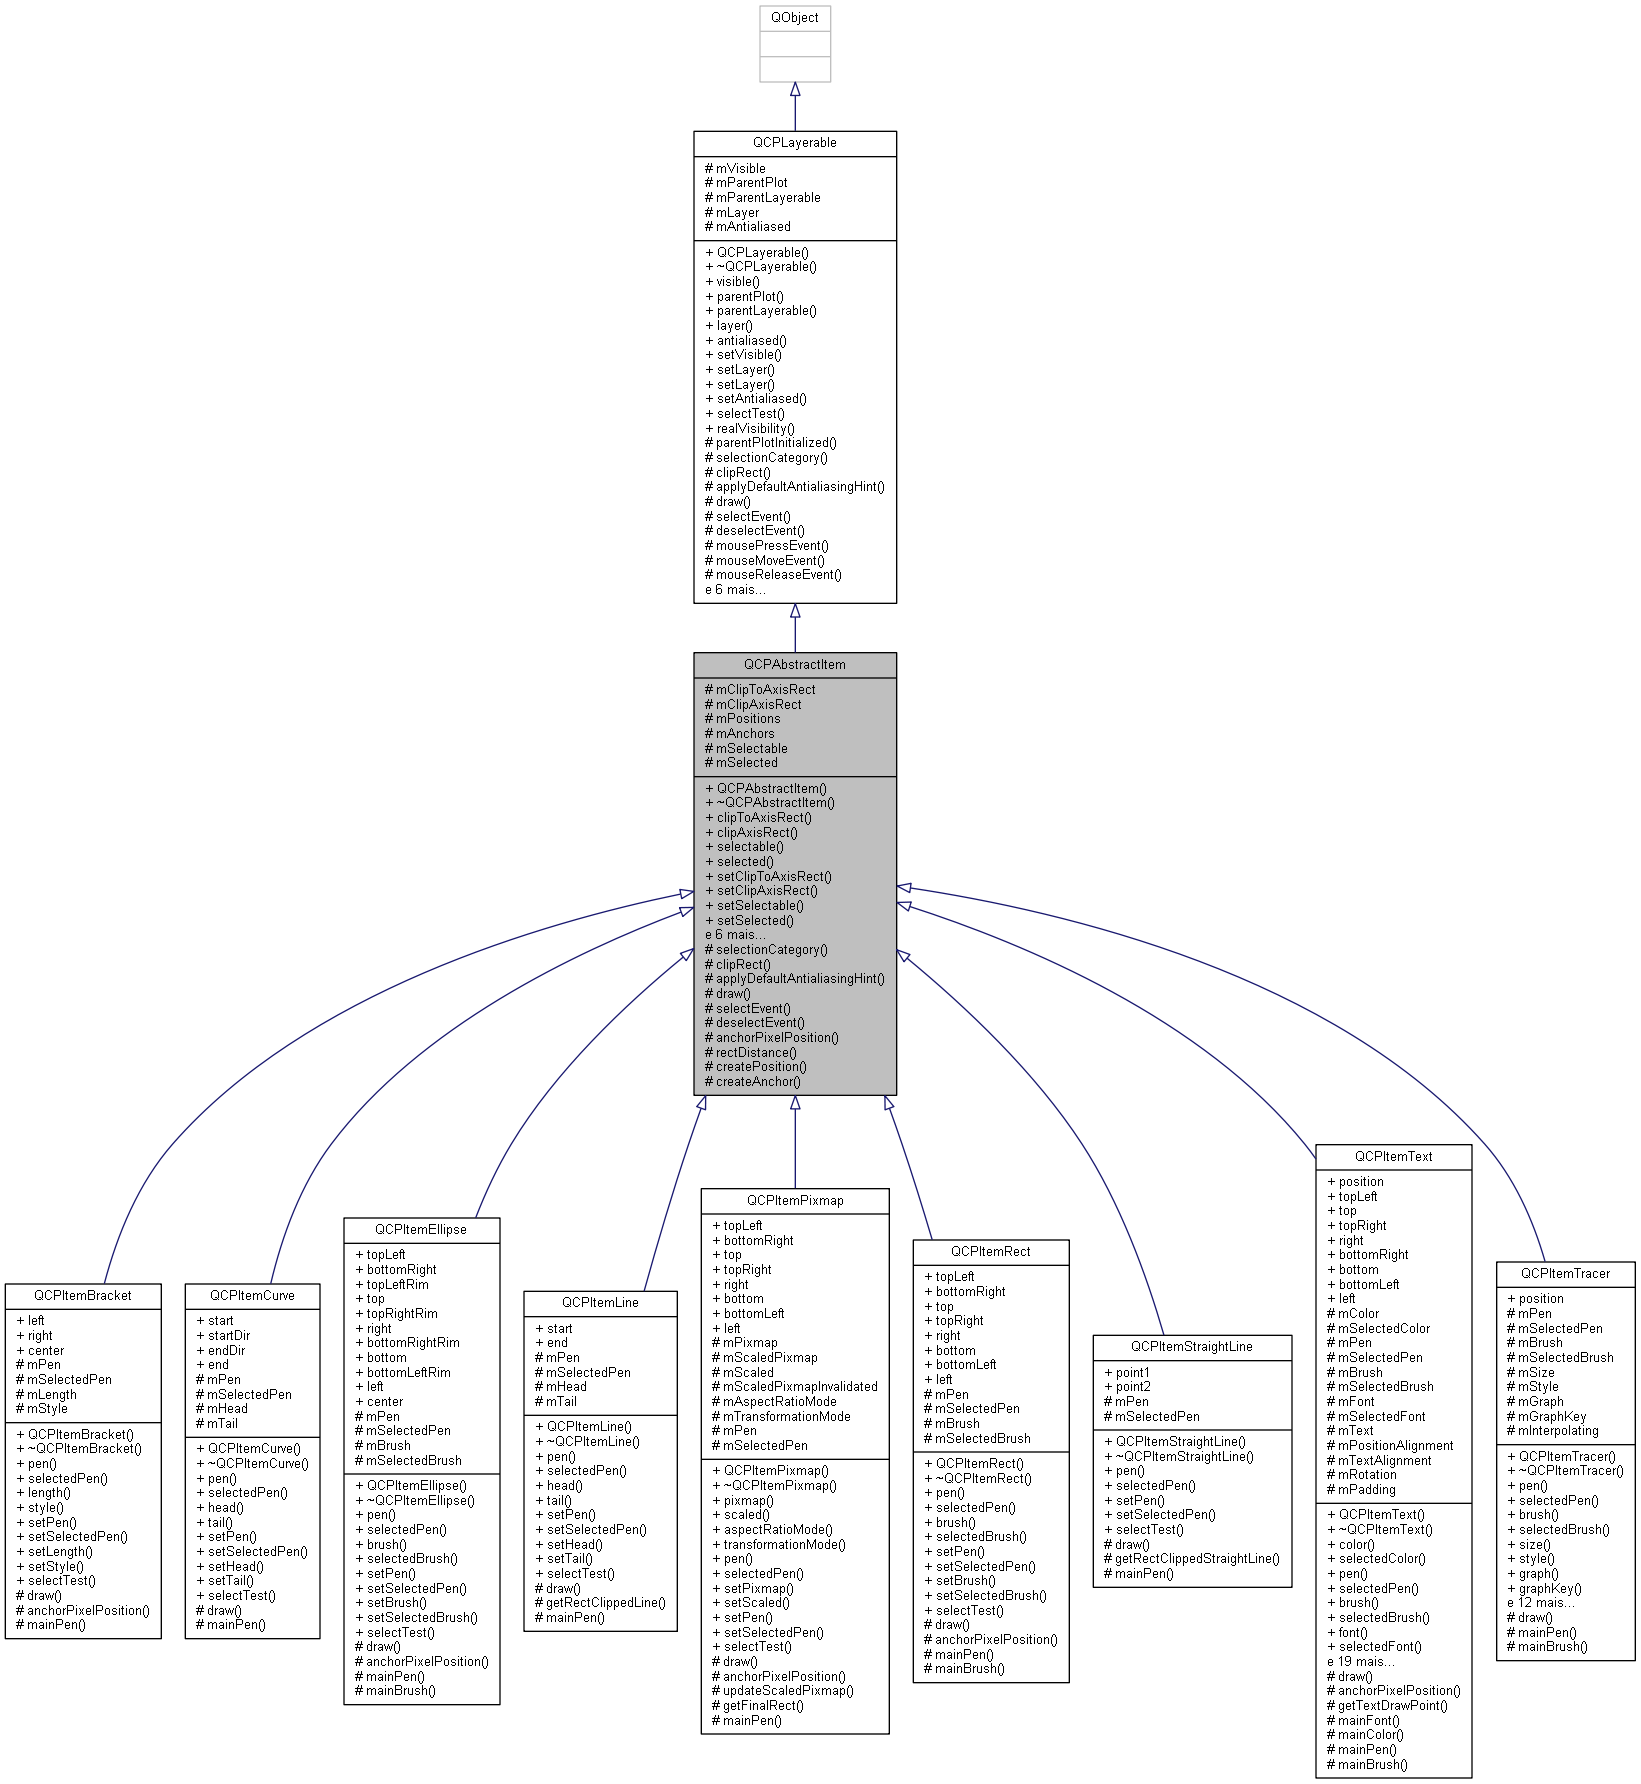 QObject
QCPLayerable
# mVisible
# mParentPlot
# mParentLayerable
# mLayer
# mAntialiased
+ QCPLayerable()
+ ~QCPLayerable()
+ visible()
+ parentPlot()
+ parentLayerable()
+ layer()
+ antialiased()
+ setVisible()
+ setLayer()
+ setLayer()
+ setAntialiased()
+ selectTest()
+ realVisibility()
# parentPlotInitialized()
# selectionCategory()
# clipRect()
# applyDefaultAntialiasingHint()
# draw()
# selectEvent()
# deselectEvent()
# mousePressEvent()
# mouseMoveEvent()
# mouseReleaseEvent()
e 6 mais...
QCPAbstractItem
# mClipToAxisRect
# mClipAxisRect
# mPositions
# mAnchors
# mSelectable
# mSelected
+ QCPAbstractItem()
+ ~QCPAbstractItem()
+ clipToAxisRect()
+ clipAxisRect()
+ selectable()
+ selected()
+ setClipToAxisRect()
+ setClipAxisRect()
+ setSelectable()
+ setSelected()
e 6 mais...
# selectionCategory()
# clipRect()
# applyDefaultAntialiasingHint()
# draw()
# selectEvent()
# deselectEvent()
# anchorPixelPosition()
# rectDistance()
# createPosition()
# createAnchor()
QCPItemBracket
+ left
+ right
+ center
# mPen
# mSelectedPen
# mLength
# mStyle
+ QCPItemBracket()
+ ~QCPItemBracket()
+ pen()
+ selectedPen()
+ length()
+ style()
+ setPen()
+ setSelectedPen()
+ setLength()
+ setStyle()
+ selectTest()
# draw()
# anchorPixelPosition()
# mainPen()
QCPItemCurve
+ start
+ startDir
+ endDir
+ end
# mPen
# mSelectedPen
# mHead
# mTail
+ QCPItemCurve()
+ ~QCPItemCurve()
+ pen()
+ selectedPen()
+ head()
+ tail()
+ setPen()
+ setSelectedPen()
+ setHead()
+ setTail()
+ selectTest()
# draw()
# mainPen()
QCPItemEllipse
+ topLeft
+ bottomRight
+ topLeftRim
+ top
+ topRightRim
+ right
+ bottomRightRim
+ bottom
+ bottomLeftRim
+ left
+ center
# mPen
# mSelectedPen
# mBrush
# mSelectedBrush
+ QCPItemEllipse()
+ ~QCPItemEllipse()
+ pen()
+ selectedPen()
+ brush()
+ selectedBrush()
+ setPen()
+ setSelectedPen()
+ setBrush()
+ setSelectedBrush()
+ selectTest()
# draw()
# anchorPixelPosition()
# mainPen()
# mainBrush()
QCPItemLine
+ start
+ end
# mPen
# mSelectedPen
# mHead
# mTail
+ QCPItemLine()
+ ~QCPItemLine()
+ pen()
+ selectedPen()
+ head()
+ tail()
+ setPen()
+ setSelectedPen()
+ setHead()
+ setTail()
+ selectTest()
# draw()
# getRectClippedLine()
# mainPen()
QCPItemPixmap
+ topLeft
+ bottomRight
+ top
+ topRight
+ right
+ bottom
+ bottomLeft
+ left
# mPixmap
# mScaledPixmap
# mScaled
# mScaledPixmapInvalidated
# mAspectRatioMode
# mTransformationMode
# mPen
# mSelectedPen
+ QCPItemPixmap()
+ ~QCPItemPixmap()
+ pixmap()
+ scaled()
+ aspectRatioMode()
+ transformationMode()
+ pen()
+ selectedPen()
+ setPixmap()
+ setScaled()
+ setPen()
+ setSelectedPen()
+ selectTest()
# draw()
# anchorPixelPosition()
# updateScaledPixmap()
# getFinalRect()
# mainPen()
QCPItemRect
+ topLeft
+ bottomRight
+ top
+ topRight
+ right
+ bottom
+ bottomLeft
+ left
# mPen
# mSelectedPen
# mBrush
# mSelectedBrush
+ QCPItemRect()
+ ~QCPItemRect()
+ pen()
+ selectedPen()
+ brush()
+ selectedBrush()
+ setPen()
+ setSelectedPen()
+ setBrush()
+ setSelectedBrush()
+ selectTest()
# draw()
# anchorPixelPosition()
# mainPen()
# mainBrush()
QCPItemStraightLine
+ point1
+ point2
# mPen
# mSelectedPen
+ QCPItemStraightLine()
+ ~QCPItemStraightLine()
+ pen()
+ selectedPen()
+ setPen()
+ setSelectedPen()
+ selectTest()
# draw()
# getRectClippedStraightLine()
# mainPen()
QCPItemText
+ position
+ topLeft
+ top
+ topRight
+ right
+ bottomRight
+ bottom
+ bottomLeft
+ left
# mColor
# mSelectedColor
# mPen
# mSelectedPen
# mBrush
# mSelectedBrush
# mFont
# mSelectedFont
# mText
# mPositionAlignment
# mTextAlignment
# mRotation
# mPadding
+ QCPItemText()
+ ~QCPItemText()
+ color()
+ selectedColor()
+ pen()
+ selectedPen()
+ brush()
+ selectedBrush()
+ font()
+ selectedFont()
e 19 mais...
# draw()
# anchorPixelPosition()
# getTextDrawPoint()
# mainFont()
# mainColor()
# mainPen()
# mainBrush()
QCPItemTracer
+ position
# mPen
# mSelectedPen
# mBrush
# mSelectedBrush
# mSize
# mStyle
# mGraph
# mGraphKey
# mInterpolating
+ QCPItemTracer()
+ ~QCPItemTracer()
+ pen()
+ selectedPen()
+ brush()
+ selectedBrush()
+ size()
+ style()
+ graph()
+ graphKey()
e 12 mais...
# draw()
# mainPen()
# mainBrush()